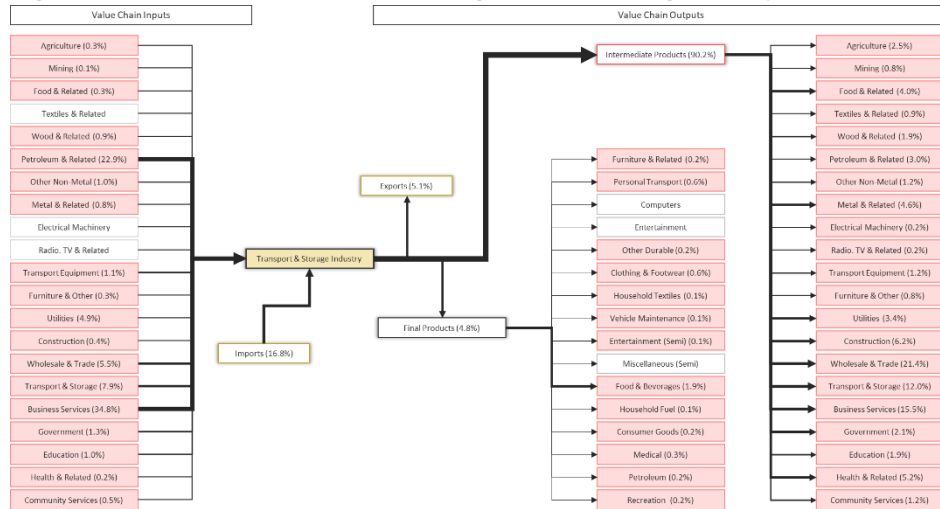 Value Chain Inputs
Value Chain Outputs
Agriculture (0.3%)
Mining (0.1%)
Food & Related (0.3%)
Textiles & Related
Wood & Related (0.9%)
Petroleum & Related (22.9%)
Other Non-Metal (1.0%)
Metal & Related (0.8%)
Electrical Machinery
Radio. TV & Related
Transport Equipment (1.1%)
Furniture & Other (0.3%)
Utilities (4.9%)
Construction (0.4%)
Wholesale & Trade (5.5%)
Transport & Storage (7.9%)
Business Services (34.8%)
Government (1.3%)
Education (1.0%)
Health & Related (0.2%)
Community Services (0.5%)
Transport & Storage Industry
Imports (16.8%)
Exports (5.1%)
Final Products (4.8%)
Intermediate Products (90.2%)
Furniture & Related (0.2%)
Personal Transport (0.6%)
Computers
Entertainment
Other Durable (0.2%)
Clothing & Footwear (0.6%)
Household Textiles (0.1%)
Vehicle Maintenance (0.1%)
Entertainment (Semi) (0.1%)
Miscellaneous (Semi)
Food & Beverages (1.9%)
Household Fuel (0.1%)
Consumer Goods (0.2%)
Medical (0.3%)
Petroleum (0.2%)
Recreation (0.2%)
Agriculture (2.5%)
Mining (0.8%)
Food & Related (4.0%)
Textiles & Related (0.9%)
Wood & Related (1.9%)
Petroleum & Related (3.0%)
Other Non-Metal (1.2%)
Metal & Related (4.6%)
Electrical Machinery (0.2%)
Radio. TV & Related (0.2%)
Transport Equipment (1.2%)
Furniture & Other (0.8%)
Utilities (3.4%)
Construction (6.2%)
Wholesale & Trade (21.4%)
Transport & Storage (12.0%)
Business Services (15.5%)
Government (2.1%)
Education (1.9%)
Health & Related (5.2%)
Community Services (1.2%)